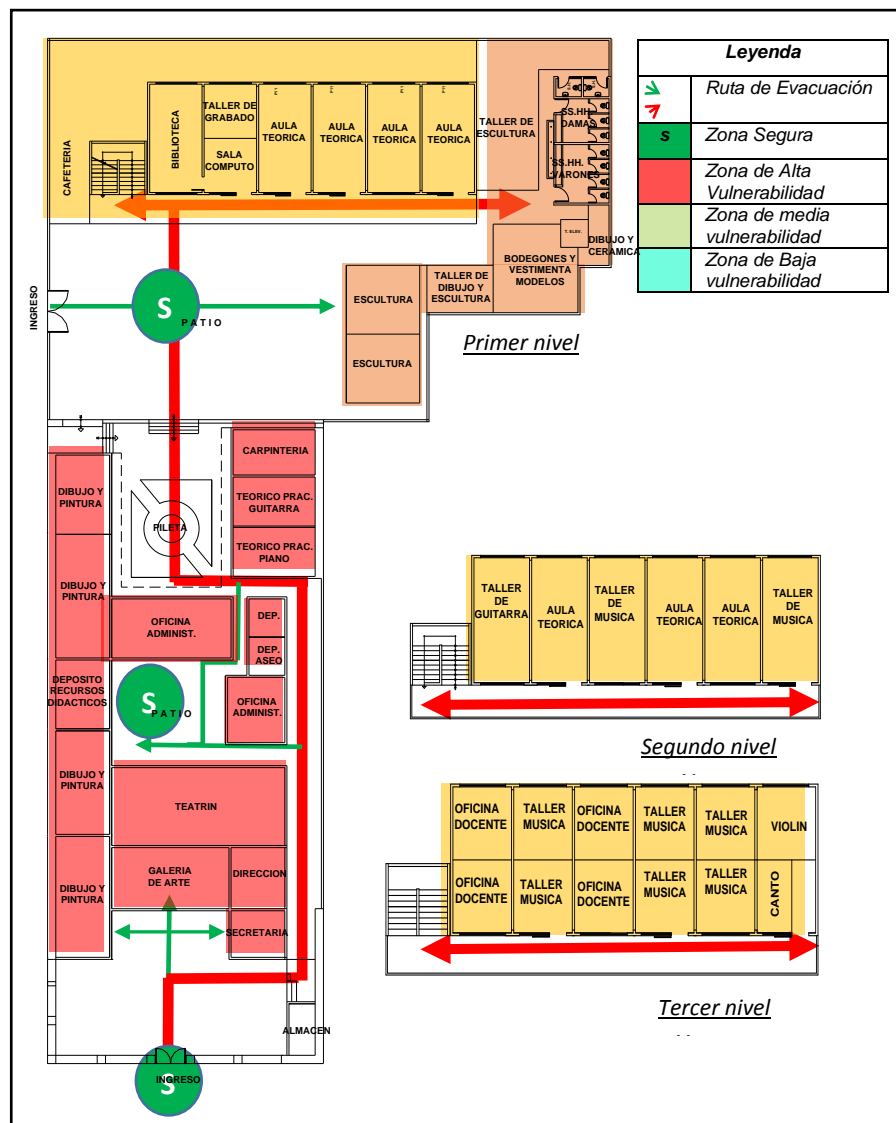 Leyenda
Ruta de Evacuación
S
Zona Segura
Zona de Alta
Vulnerabilidad
Zona de media
vulnerabilidad
Zona de Baja
vulnerabilidad
CAFETERIA
BIBLIOTECA
TALLER DE
GRABADO
SALA
COMPUTO
AULA
TEORICA
AULA
TEORICA
AULA
TEORICA
AULA
TEORICA
TALLER DE
ESCULTURA
SS.HH.
DAMAS
SS.HH.
VARONES
T. ELEV.
DIBUJO Y
CERAMICA
BODEGONES Y
VESTIMENTA
MODELOS
TALLER DE
DIBUJO Y
ESCULTURA
ESCULTURA
ESCULTURA
INGRESO
S
PATIO
Primer nivel
CARPINTERIA
TEORICO PRAC.
GUITARRA
TEORICO PRAC.
PIANO
PILETA
DIBUJO Y
PINTURA
DIBUJO Y
PINTURA
OFICINA
ADMINIST.
DEP.
DEP.
ASEO
DEPOSITO
RECURSOS
DIDACTICOS
S
PATIO
OFICINA
ADMINIST.
DIBUJO Y
PINTURA
TEATRIN
DIBUJO Y
PINTURA
GALERIA
DE ARTE
DIRECCION
SECRETARIA
ALMACEN
S
INGRESO
TALLER
DE
GUITARRA
AULA
TEORICA
TALLER
DE
MUSICA
AULA
TEORICA
AULA
TEORICA
TALLER
DE
MUSICA
Segundo nivel
OFICINA
DOCENTE
TALLER
MUSICA
OFICINA
DOCENTE
TALLER
MUSICA
TALLER
MUSICA
VIOLIN
OFICINA
DOCENTE
TALLER
MUSICA
OFICINA
DOCENTE
TALLER
MUSICA
TALLER
MUSICA
CANTO
Tercer nivel